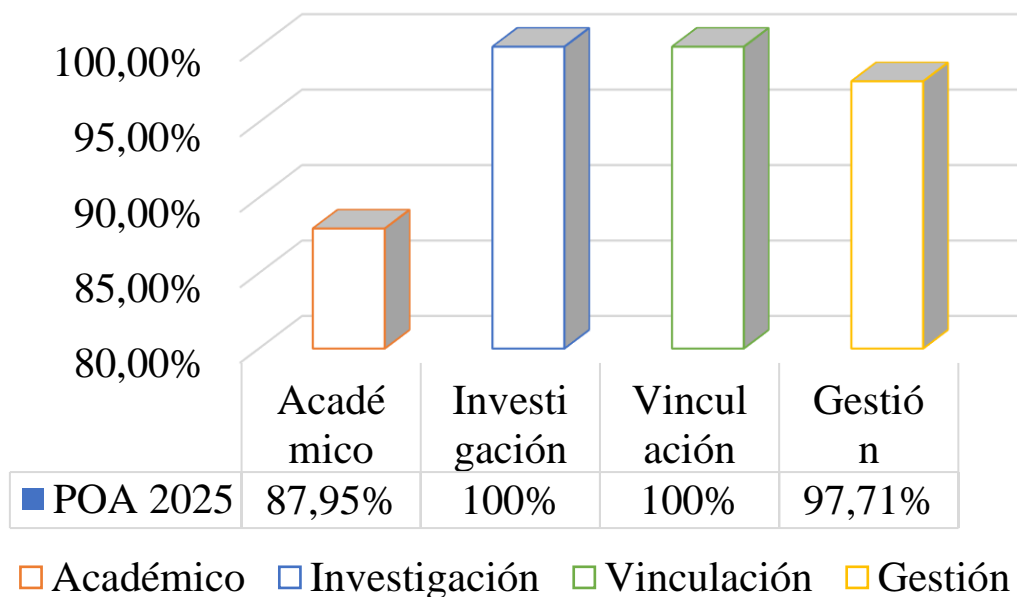 100,00%
95,00%
90,00%
85,00%
80,00%
Acadé
mico
Investi
gación
Vincul
ación
Gestió
n
POA 2025 87,95% 100% 100% 97,71%
Académico Investigación Vinculación Gestión